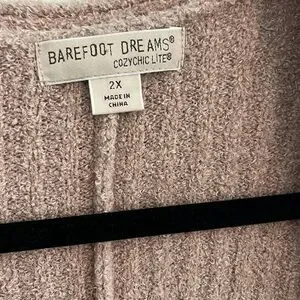 BAREFOOT DREAMS®
COZYCHIC LITE®
2X
MADE IN
CHINA